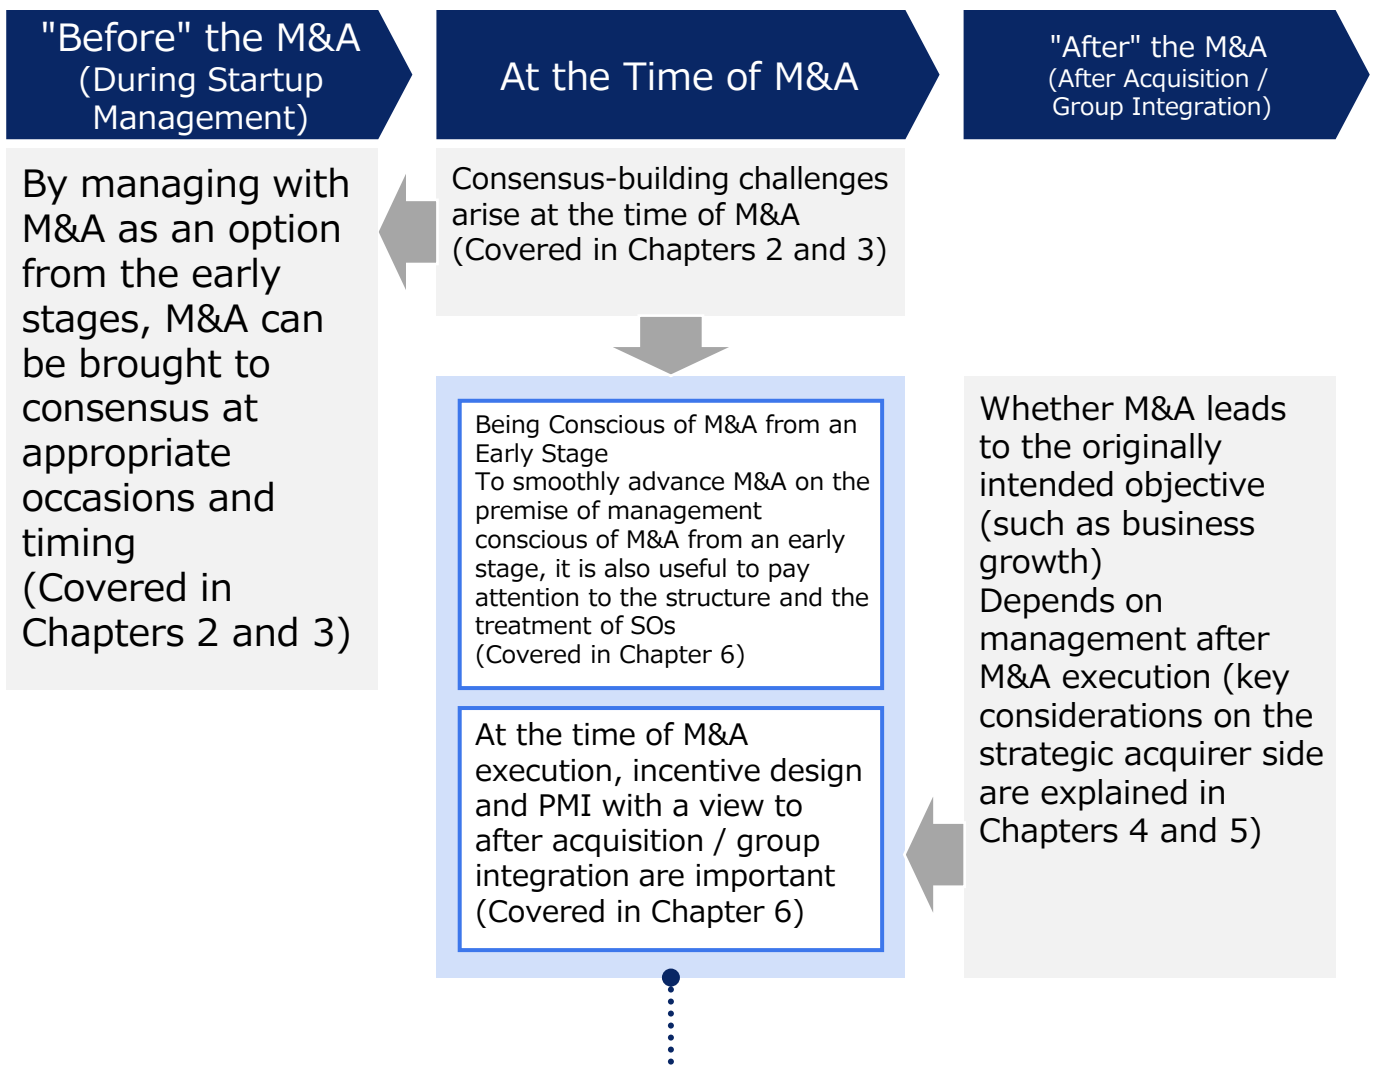 "Before" the M&A
(During Startup
Management)
At the Time of M&A
"After" the M&A
(After Acquisition /
Group Integration)
By managing with
M&A as an option
from the early
stages, M&A can
be brought to
consensus at
appropriate
occasions and
timing
(Covered in
Chapters 2 and 3)
Consensus-building challenges
arise at the time of M&A
(Covered in Chapters 2 and 3)
Being Conscious of M&A from an
Early Stage
To smoothly advance M&A on the
premise of management
conscious of M&A from an early
stage, it is also useful to pay
attention to the structure and the
treatment of SOs
(Covered in Chapter 6)
At the time of M&A
execution, incentive design
and PMI with a view to
after acquisition / group
integration are important
(Covered in Chapter 6)
Whether M&A leads
to the originally
intended objective
(such as business
growth)
Depends on
management after
M&A execution (key
considerations on the
strategic acquirer side
are explained in
Chapters 4 and 5)